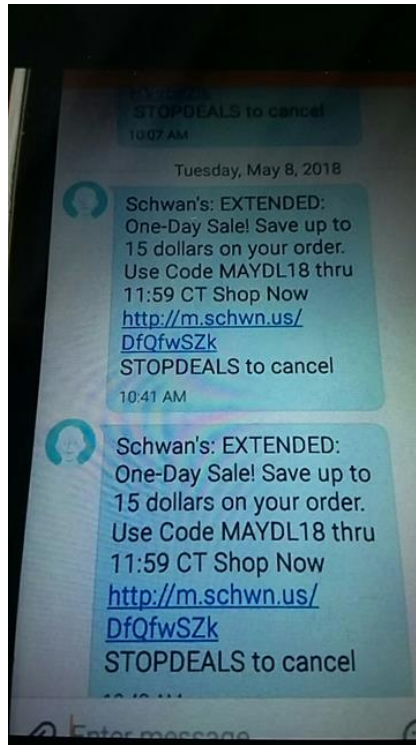 STOPDEALS to cancel
10:07 AM
Tuesday, May 8, 2018
Schwan's: EXTENDED:
One-Day Sale! Save up to
15 dollars on your order.
Use Code MAYDL18 thru
11:59 CT Shop Now
http://m.schwn.us/
DfQfwSZk
STOPDEALS to cancel
10:41 AM
Schwan's: EXTENDED:
One-Day Sale! Save up to
15 dollars on your order.
Use Code MAYDL18 thru
11:59 CT Shop Now
http://m.schwn.us/
DfQfwSZk
STOPDEALS to cancel
Enter message